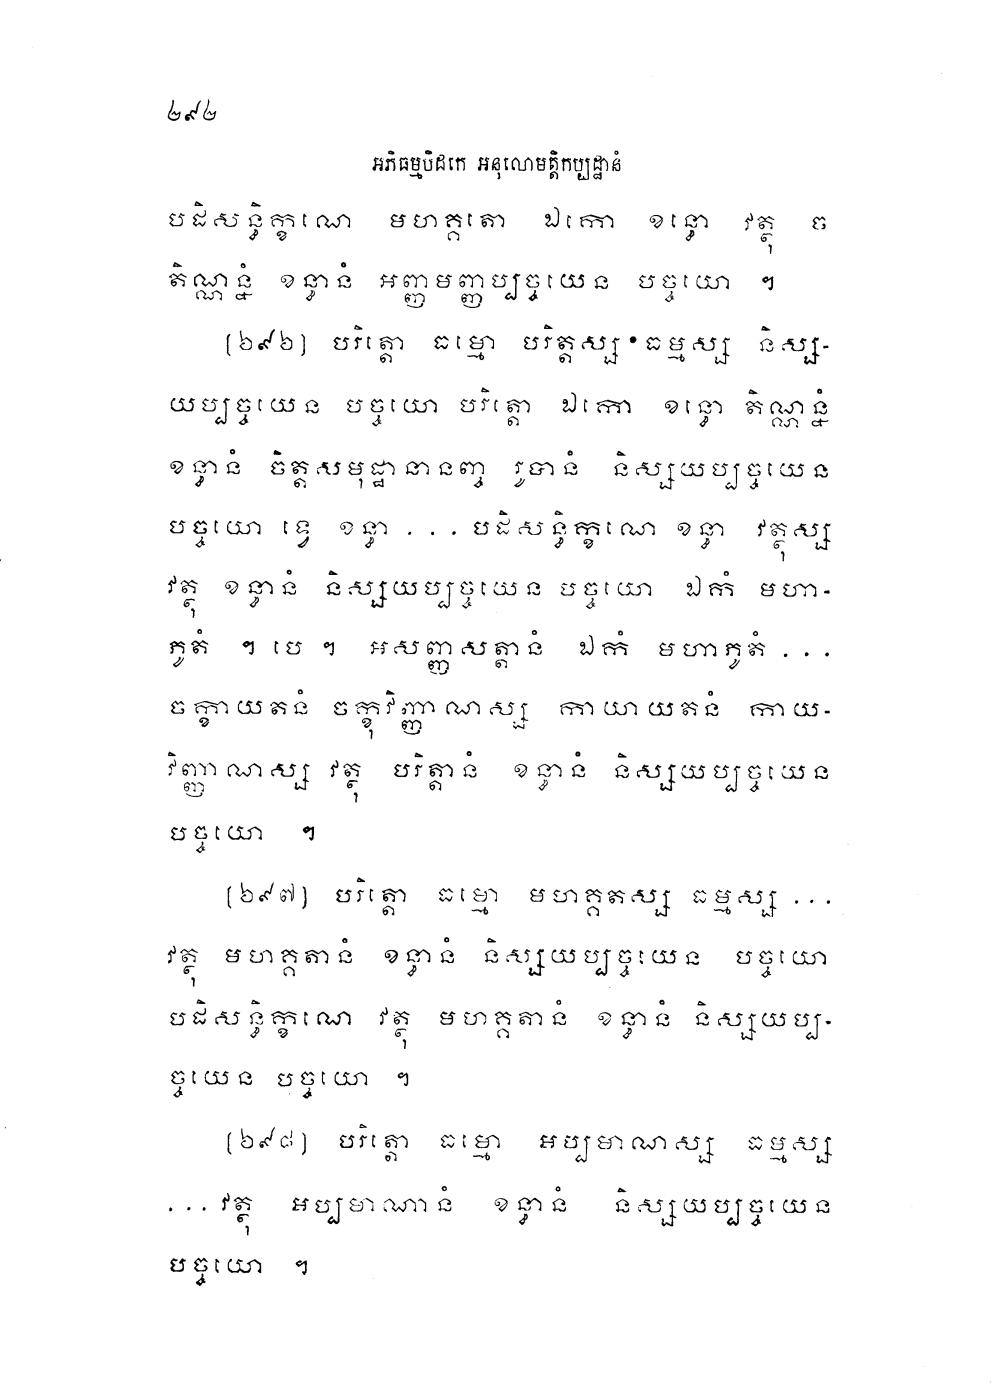 ២៩២
អភិធម្មបិដកេ អនុលោមត្តិកប្បដ្ឋានំ
បដិសន្ធិក្ខណេ មហគ្គតោ ឯកោ ខន្ធោ វត្ថុ ច
តិណ្ណន្នំ ខន្ធានំ អញ្ញមញ្ញប្បច្ចយេន បច្ចយោ ។
(៦៩៦) បរិត្តោ ធម្មោ បរិត្តស្ស ធម្មស្ស និស្ស-
យប្បច្ចយេន បច្ចយោ បរិត្តោ ឯកោ ខន្ធោ តិណ្ណន្នំ
ខន្ធានំ ចិត្តសមុដ្ឋានានញ្ច រូបានំ និស្សយប្បច្ចយេន
បច្ចយោ ទ្វេ ខន្ធា ... បដិសន្ធិក្ខណេ ខន្ធា វត្ថុស្ស
វត្ថុ ខន្ធានំ និស្សយប្បច្ចយេន បច្ចយោ ឯកំ មហា-
ភូតំ ។ បេ ។ អសញ្ញសត្តានំ ឯកំ មហាភូតំ ...
ចក្ខាយតនំ ចក្ខុវិញ្ញាណស្ស កាយាយតនំ កាយ-
វិញ្ញាណស្ស វត្ថុ បរិត្តានំ ខន្ធានំ និស្សយប្បច្ចយេន
បច្ចយោ ។
(៦៩៧) បរិត្តោ ធម្មោ មហគ្គតស្ស ធម្មស្ស ...
វត្ថុ មហគ្គតានំ ខន្ធានំ និស្សយប្បច្ចយេន បច្ចយោ
បដិសន្ធិក្ខណេ វត្ថុ មហគ្គតានំ ខន្ធានំ និស្សយប្ប-
ច្ចយេន បច្ចយោ ។
(៦៩៨) បរិត្តោ ធម្មោ អប្បមាណស្ស ធម្មស្ស
... វត្ថុ អប្បមាណានំ ខន្ធានំ និស្សយប្បច្ចយេន
បច្ចយោ ។